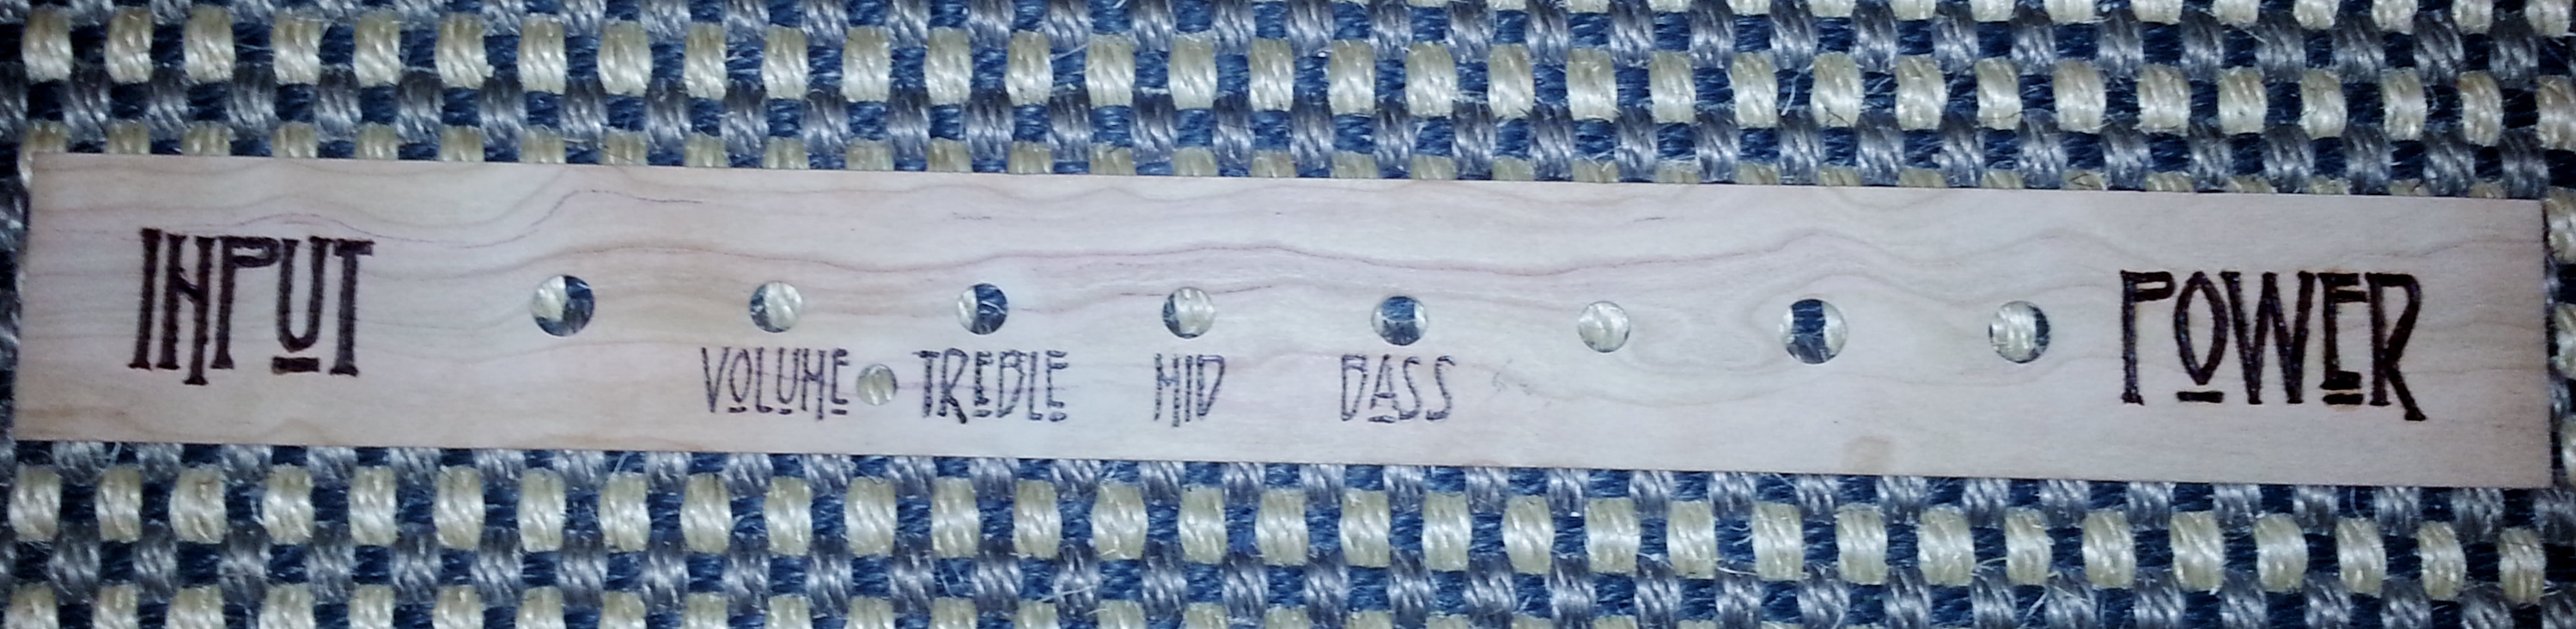 INPUT
POWER
VOLUME TREBLE MID BASS